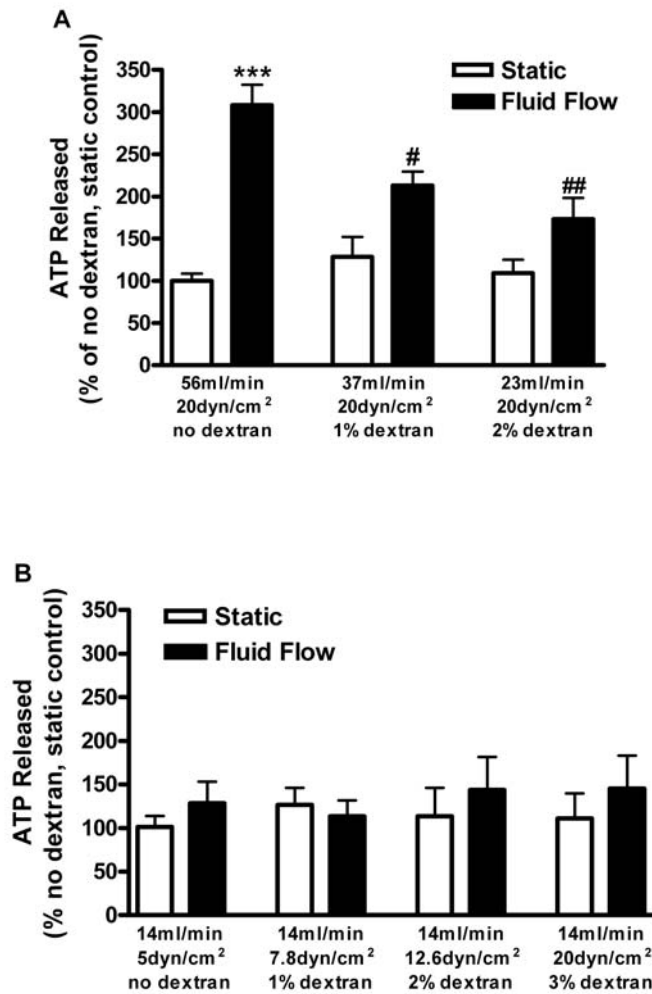 A
Static
Fluid Flow
ATP Released
(% of no dextran, static control)
350
300
250
200
150
100
50
0
***
#
##
56ml/min 37ml/min 23ml/min
20dyn/cm² 20dyn/cm² 20dyn/cm²
no dextran 1% dextran 2% dextran
B
Static
Fluid Flow
ATP Released
(% no dextran, static control)
350
300
250
200
150
100
50
0
14ml/min 14ml/min 14ml/min 14ml/min
5dyn/cm² 7.8dyn/cm² 12.6dyn/cm² 20dyn/cm²
no dextran 1% dextran 2% dextran 3% dextran